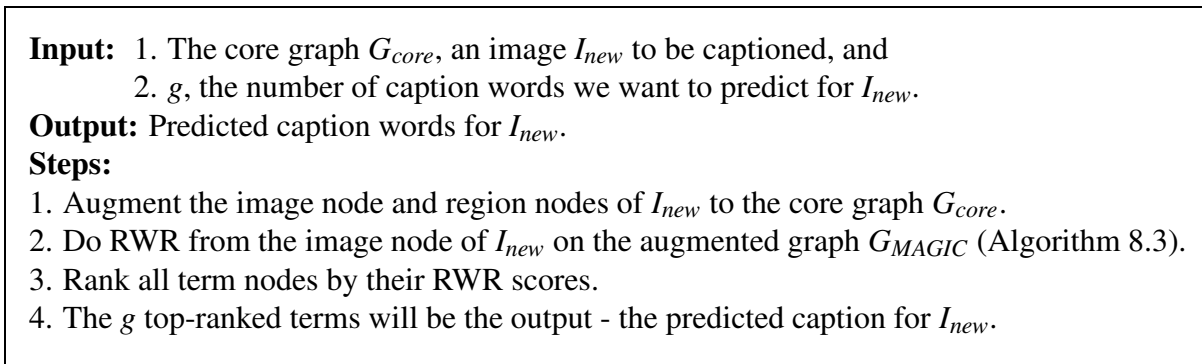 Input: 1. The core graph G_core, an image I_new to be captioned, and
2. g, the number of caption words we want to predict for I_new.
Output: Predicted caption words for I_new.
Steps:
1. Augment the image node and region nodes of I_new to the core graph G_core.
2. Do RWR from the image node of I_new on the augmented graph G_MAGIC (Algorithm 8.3).
3. Rank all term nodes by their RWR scores.
4. The g top-ranked terms will be the output - the predicted caption for I_new.